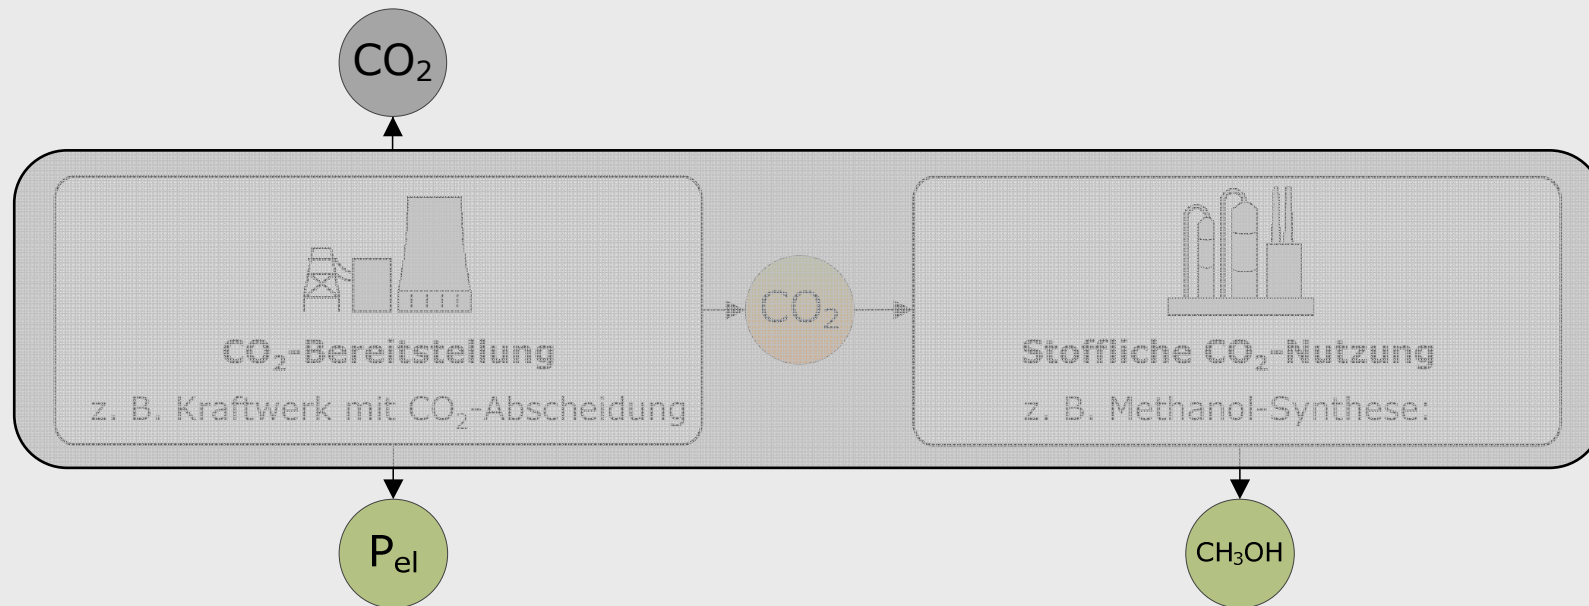 CO₂
CO₂
CO₂-Bereitstellung
z. B. Kraftwerk mit CO₂-Abscheidung
Stoffliche CO₂-Nutzung
z. B. Methanol-Synthese:
Pₑₗ
CH₃OH